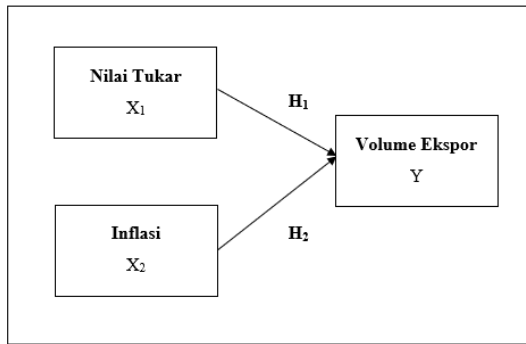 Nilai Tukar
X₁
H₁
Volume Ekspor
Y
Inflasi
X₂
H₂